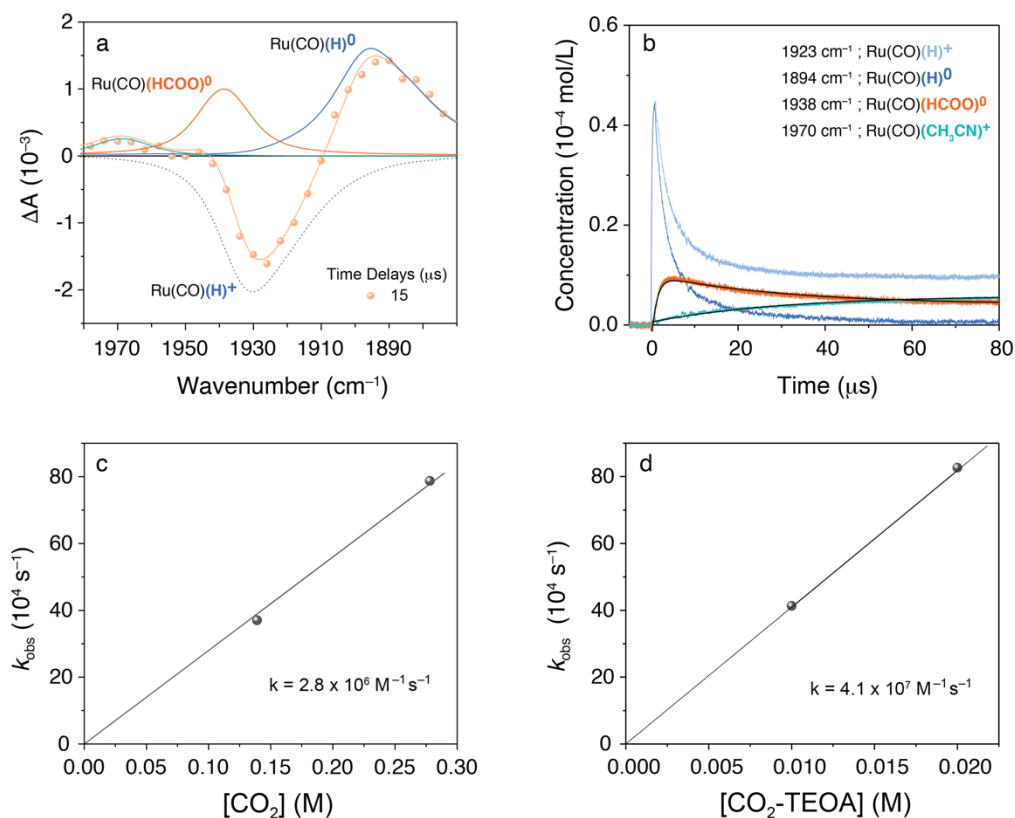 a
Ru(CO)(H)⁰
Ru(CO)(HCOO)⁰
Ru(CO)(H)⁺
Time Delays (μs)
15
2
1
0
-1
-2
ΔA (10⁻³)
1970 1950 1930 1910 1890
Wavenumber (cm⁻¹)
b
1923 cm⁻¹ ; Ru(CO)(H)⁺
1894 cm⁻¹ ; Ru(CO)(H)⁰
1938 cm⁻¹ ; Ru(CO)(HCOO)⁰
1970 cm⁻¹ ; Ru(CO)(CH₃CN)⁺
0.6
0.4
0.2
0.0
Concentration (10⁻⁴ mol/L)
0 20 40 60 80
Time (μs)
c
80
60
40
20
0
k_obs (10⁴ s⁻¹)
k = 2.8 x 10⁶ M⁻¹ s⁻¹
0.00 0.05 0.10 0.15 0.20 0.25 0.30
[CO₂] (M)
d
80
60
40
20
0
k_obs (10⁴ s⁻¹)
k = 4.1 x 10⁷ M⁻¹ s⁻¹
0.000 0.005 0.010 0.015 0.020
[CO₂-TEOA] (M)